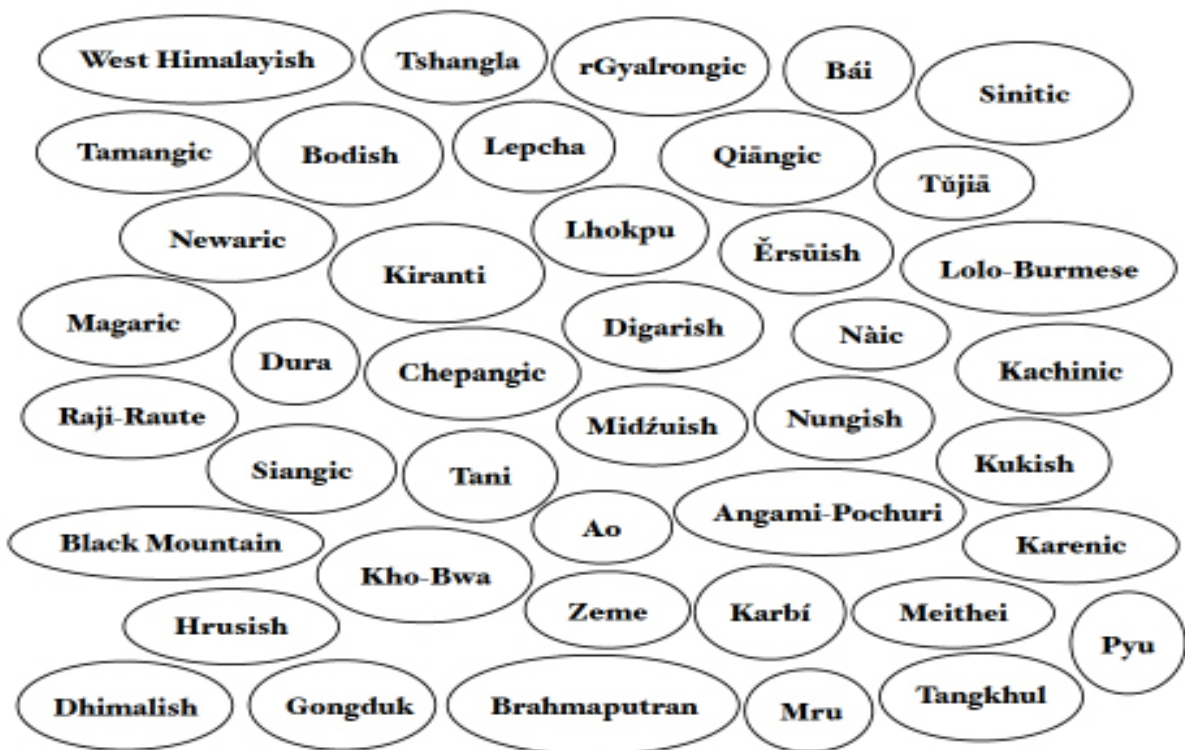 West Himalayish
Tshangla
rGyalrongic
Bái
Sinitic
Tamangic
Bodish
Lepcha
Qiāngic
Tǔjiā
Newaric
Kiranti
Lhokpu
Ěrsūish
Lolo-Burmese
Magaric
Dura
Chepangic
Digarish
Nàic
Kachinic
Raji-Raute
Siangic
Tani
Midźuish
Nungish
Kukish
Black Mountain
Kho-Bwa
Ao
Angami-Pochuri
Karenic
Hrusish
Zeme
Karbí
Meithei
Pyu
Dhimalish
Gongduk
Brahmaputran
Mru
Tangkhul